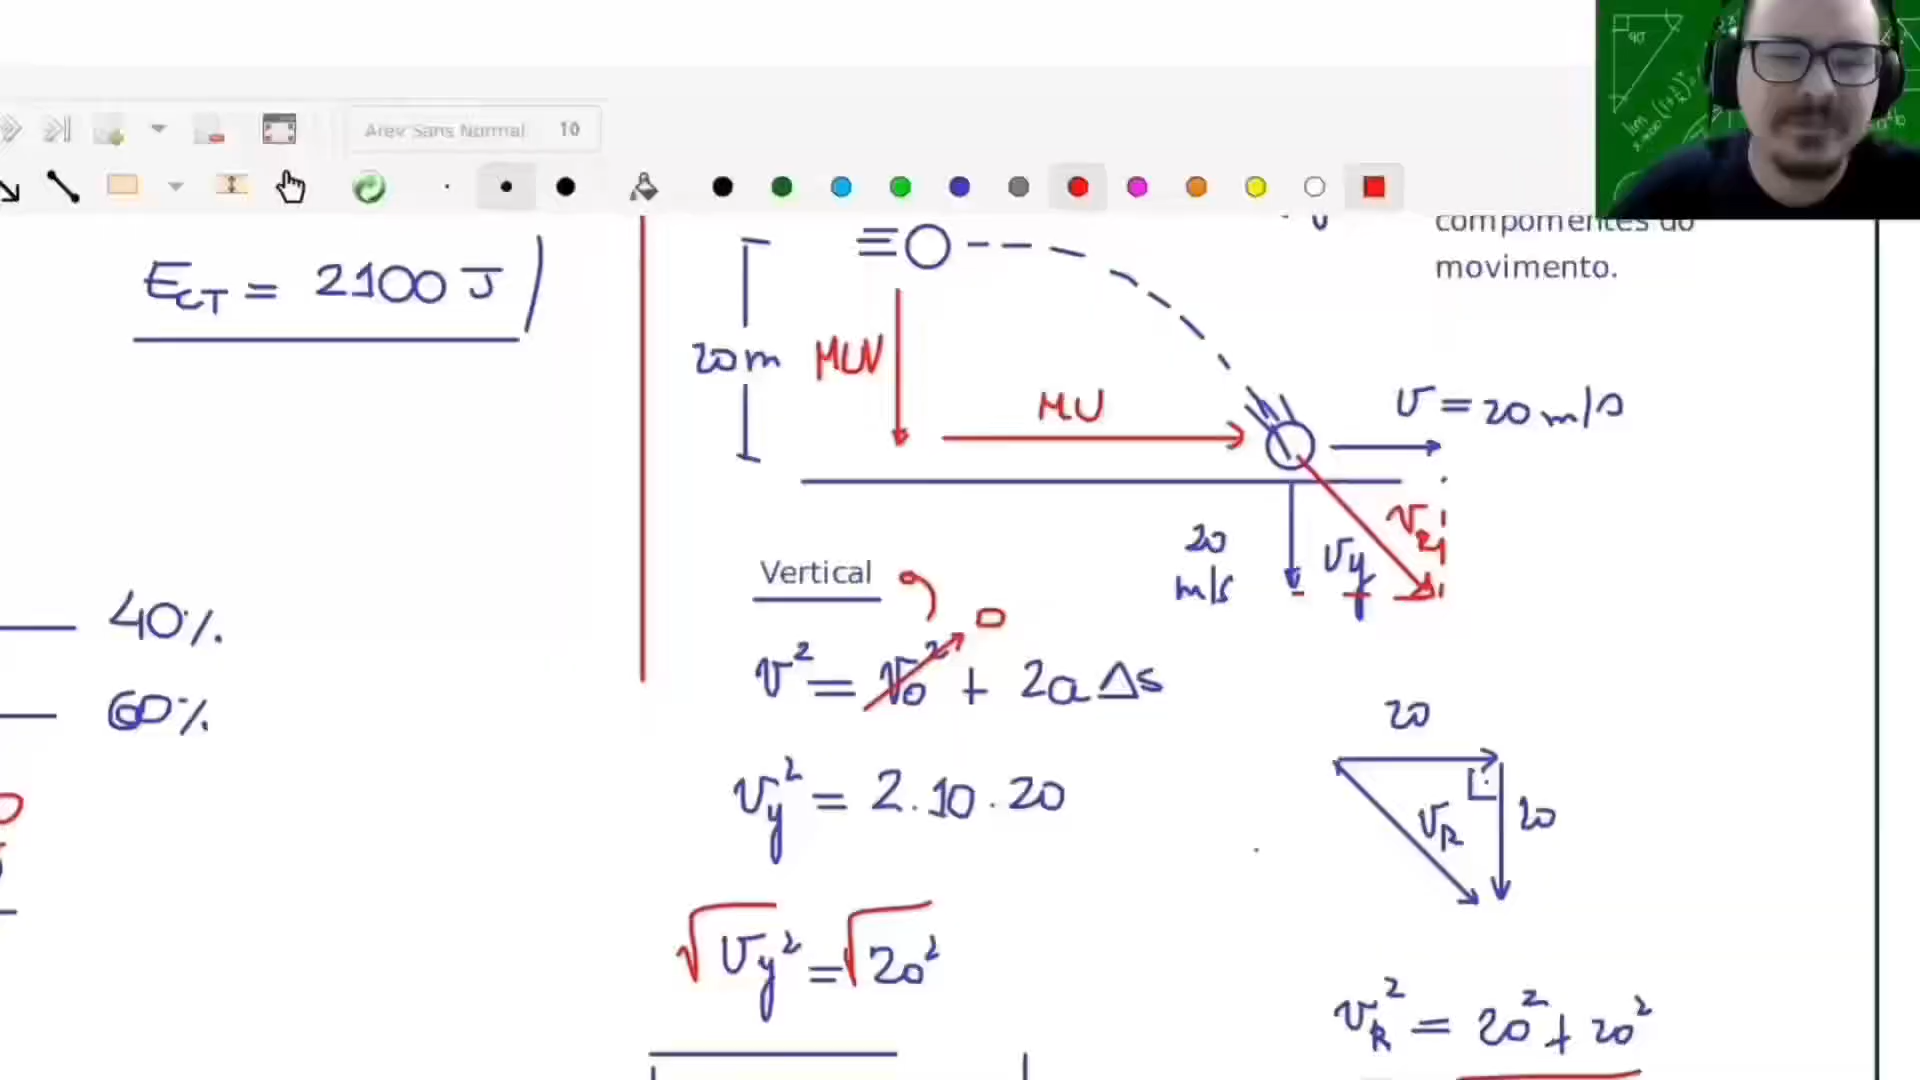 Arev Sans Normal 10
compomentes do
movimento.
E_CT = 2100 J
20m
MUV
MU
v = 20 m/s
20
m/s
v_y
v_R
Vertical
0
v² = v₀² + 2aΔs
v_y² = 2.10.20
√v_y² = √20²
40%
60%
20
20
v_R
v_R² = 20² + 20²